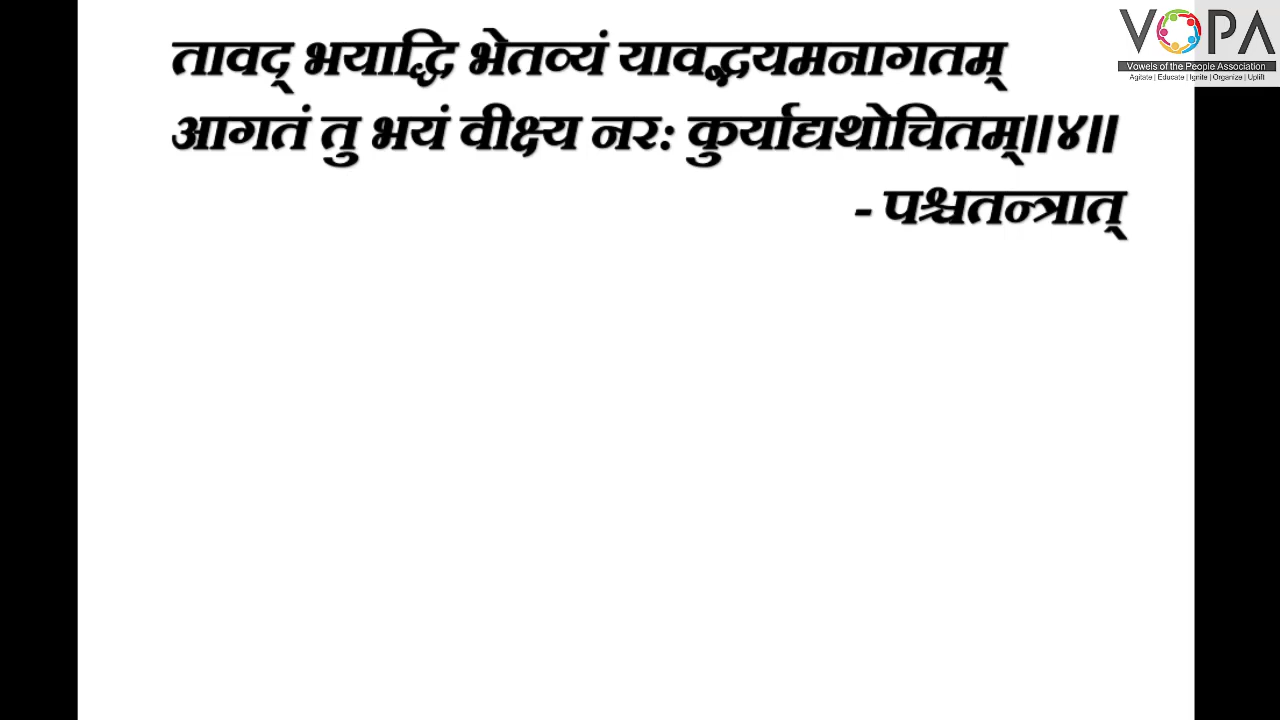 तावद् भयाद्धि भेतव्यं यावद्भयमनागतम्
आगतं तु भयं वीक्ष्य नरः कुर्याद्यथोचितम्॥४॥
- पश्चतन्त्रात्
VOPA
Vowels of the People Association
Agitate | Educate | Ignite | Organize | Uplift